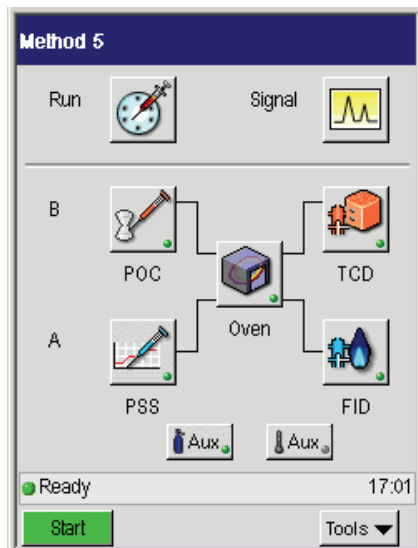 Method 5
Run Signal
B
POC TCD
Oven
A
PSS FID
Aux Aux
Ready 17:01
Start Tools